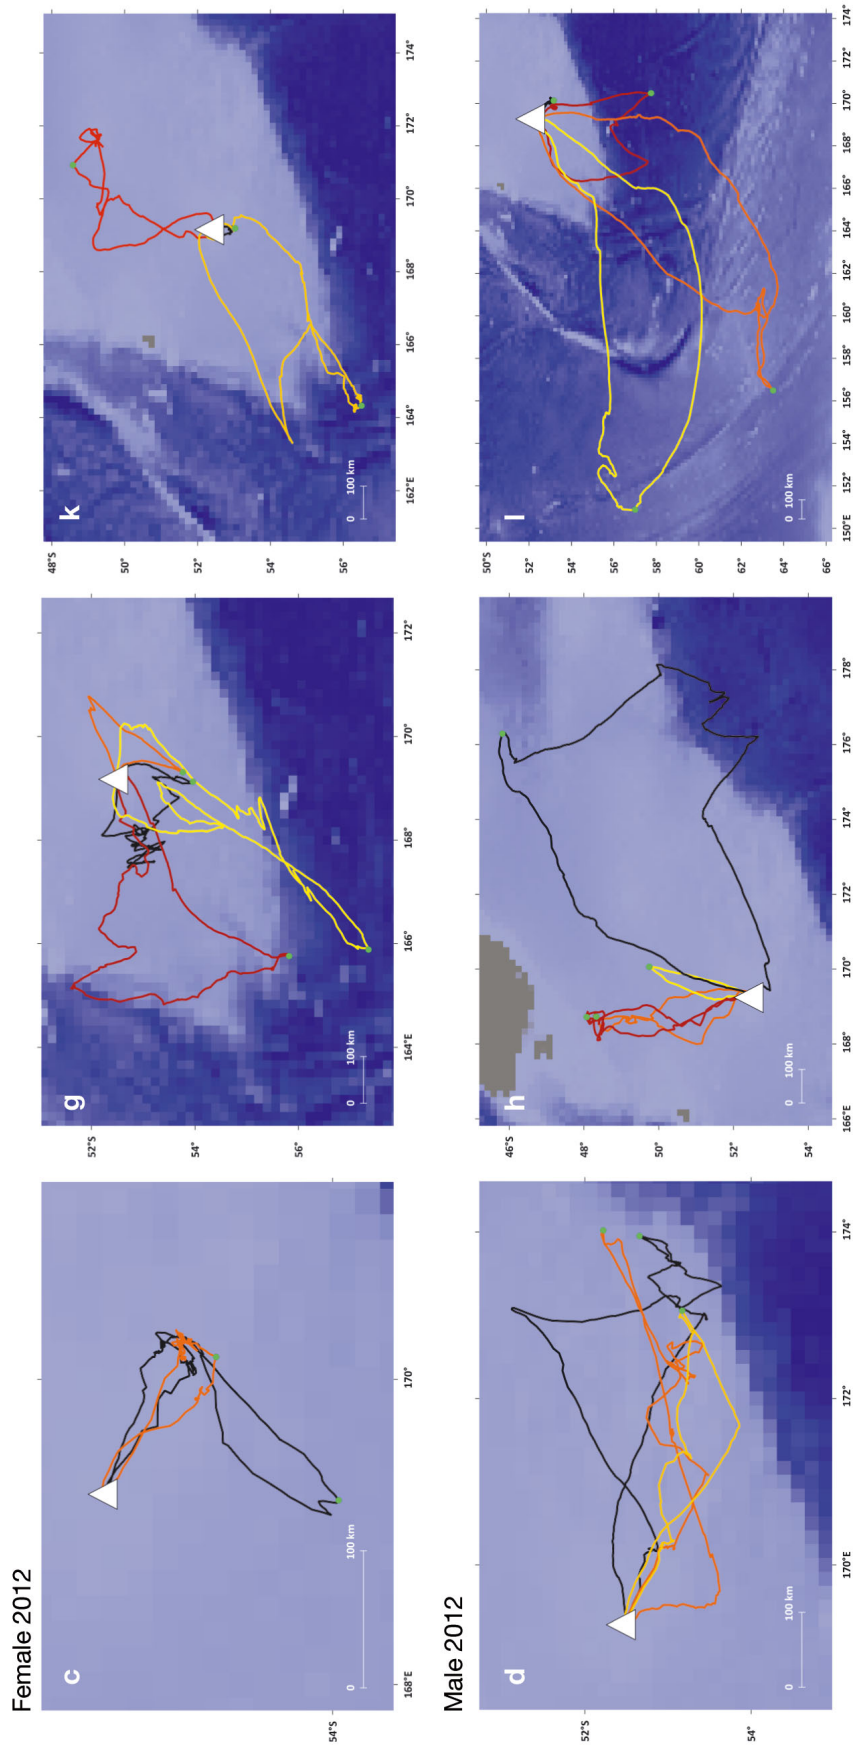 Female 2012
c
54°S
0 100 km
168°E 170°
g
52°S
54°
56°
0 100 km
164°E 166° 168° 170° 172°
k
48°S
50°
52°
54°
56°
0 100 km
162°E 164° 166° 168° 170° 172° 174°
Male 2012
d
52°S
54°
0 100 km
170°E 172° 174°
h
46°S
48°
50°
52°
54°
0 100 km
166°E 168° 170° 172° 174° 176° 178°
l
50°S
52°
54°
56°
58°
60°
62°
64°
66°
0 100 km
150°E 152° 154° 156° 158° 160° 162° 164° 166° 168° 170° 172° 174°